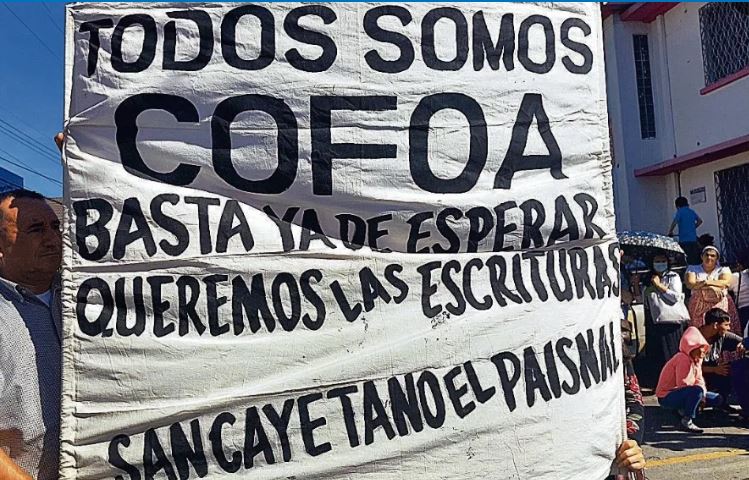 TODOS SOMOS
COFOA
BASTA YA DE ESPERAR
QUEREMOS LAS ESCRITURAS
SAN CAYETANO EL PAISNAL